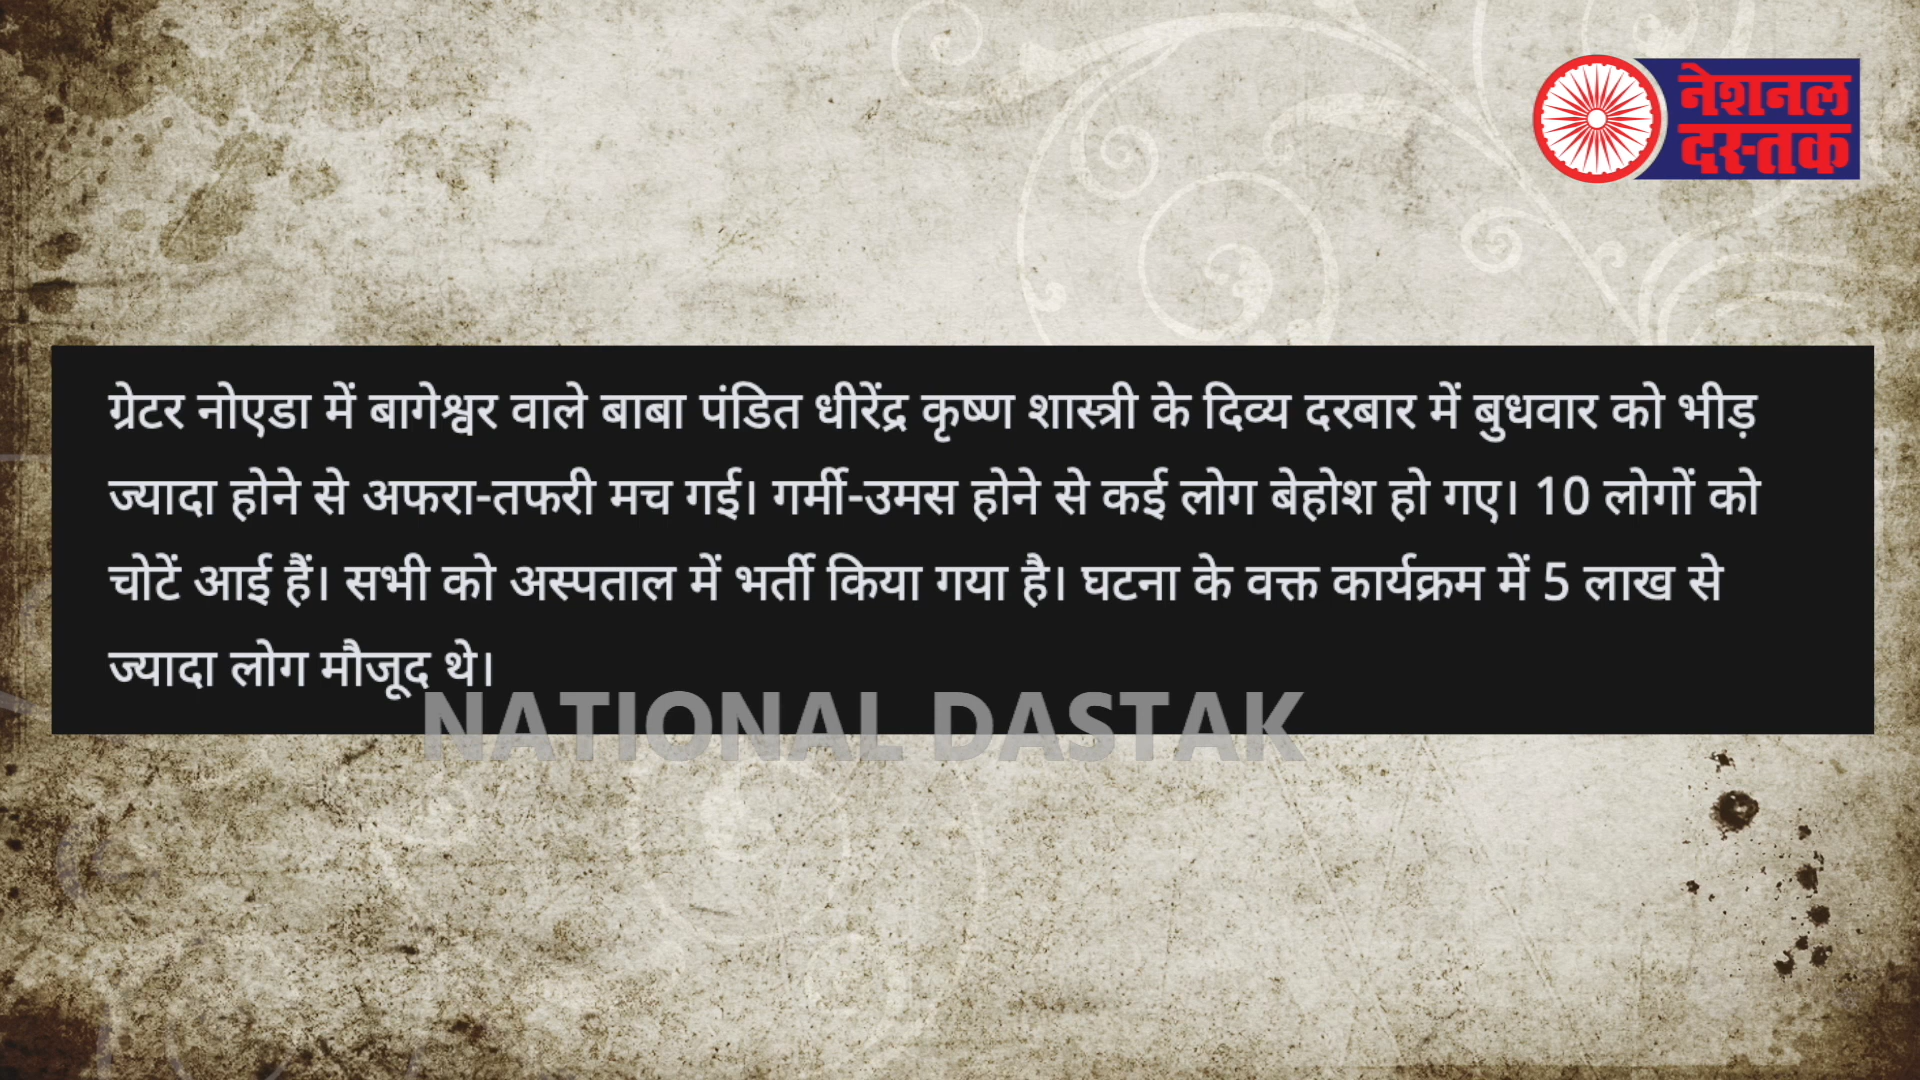 नेशनल
दस्तक
ग्रेटर नोएडा में बागेश्वर वाले बाबा पंडित धीरेंद्र कृष्ण शास्त्री के दिव्य दरबार में बुधवार को भीड़
ज्यादा होने से अफरा-तफरी मच गई। गर्मी-उमस होने से कई लोग बेहोश हो गए। 10 लोगों को
चोटें आई हैं। सभी को अस्पताल में भर्ती किया गया है। घटना के वक्त कार्यक्रम में 5 लाख से
ज्यादा लोग मौजूद थे।
NATIONAL DASTAK